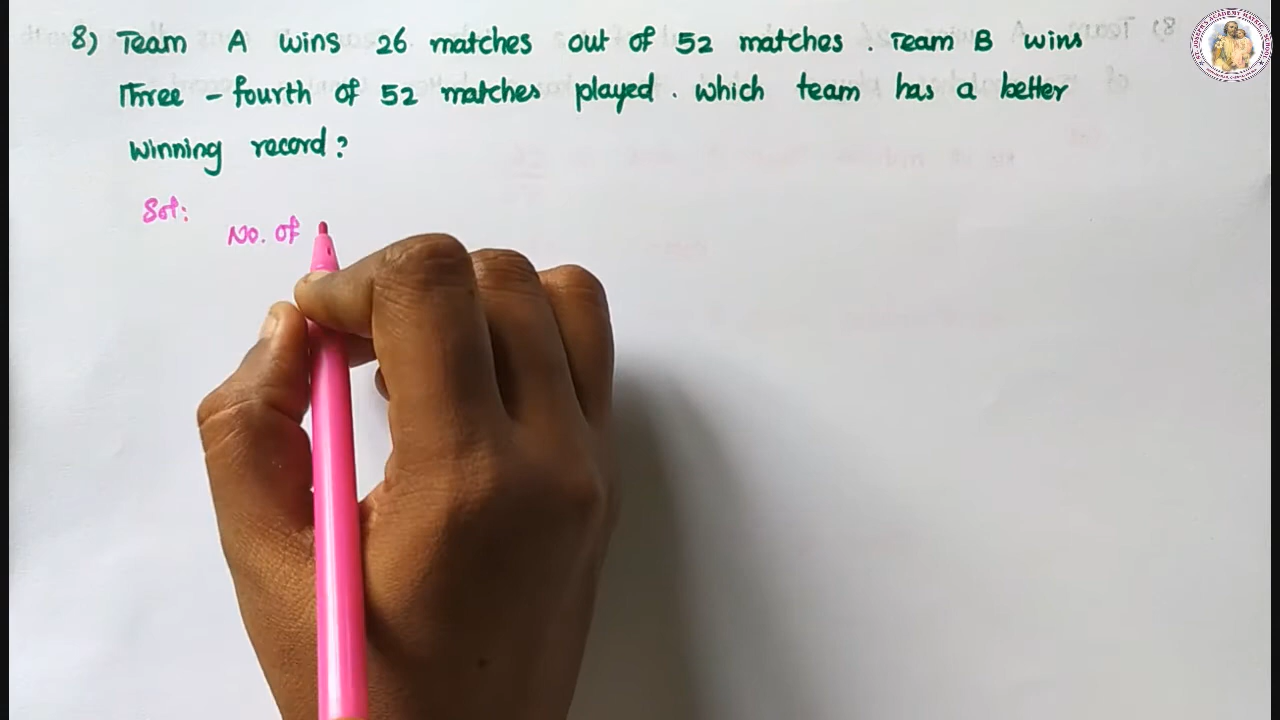 8) Team A wins 26 matches out of 52 matches. Team B wins
Three - fourth of 52 matches played. which team has a better
winning record?
Sol:
No. of